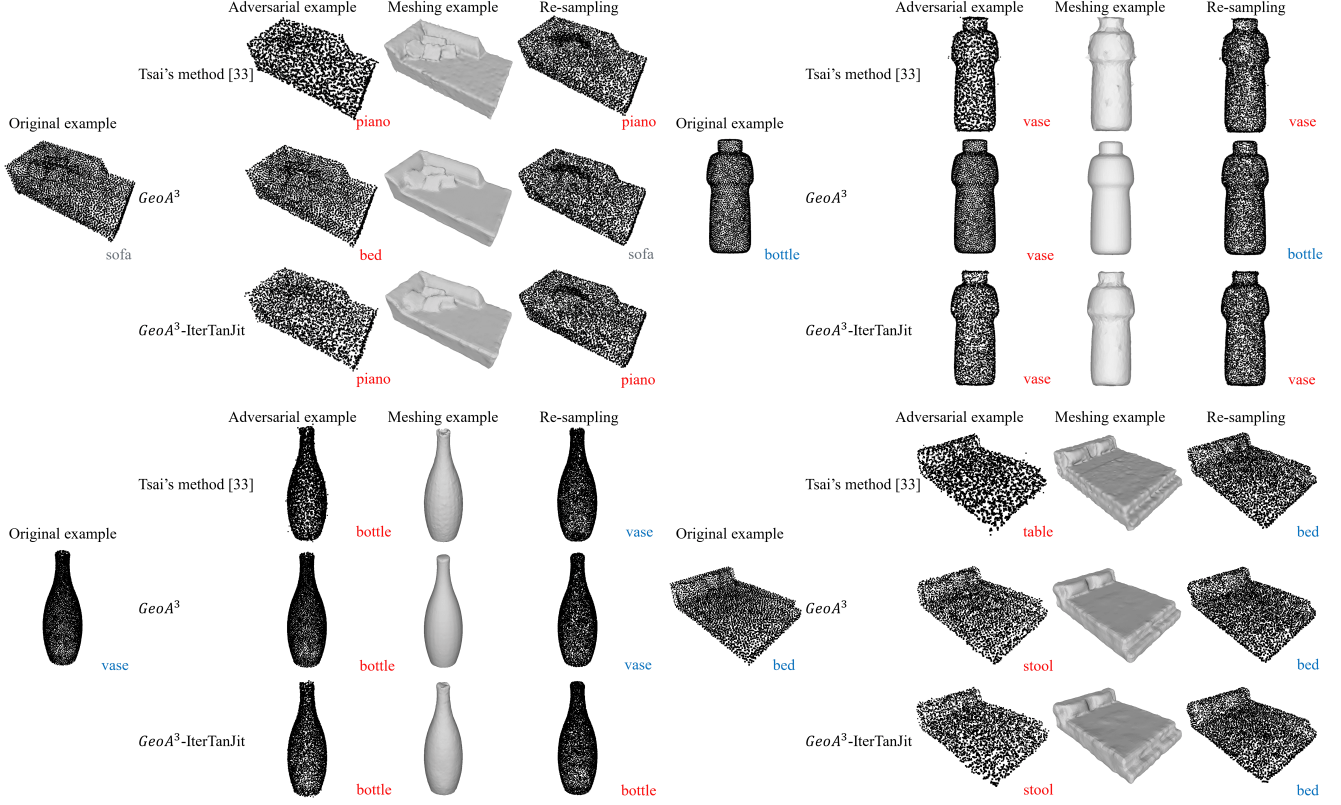 Adversarial example Meshing example Re-sampling
Tsai's method [33]
piano piano
Original example
GeoA³
sofa bed sofa
GeoA³-IterTanJit
piano piano
Adversarial example Meshing example Re-sampling
Tsai's method [33]
vase vase
Original example
GeoA³
bottle vase bottle
GeoA³-IterTanJit
vase vase
Adversarial example Meshing example Re-sampling
Tsai's method [33]
bottle vase
Original example
GeoA³
vase bottle vase
GeoA³-IterTanJit
bottle bottle
Adversarial example Meshing example Re-sampling
Tsai's method [33]
table bed
Original example
GeoA³
bed stool bed
GeoA³-IterTanJit
stool bed